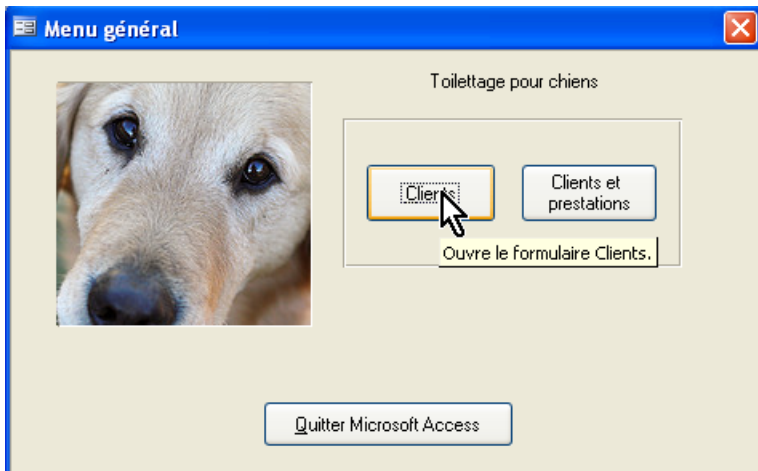 Menu général
Toilettage pour chiens
Clients
Clients et
prestations
Ouvre le formulaire Clients.
Quitter Microsoft Access